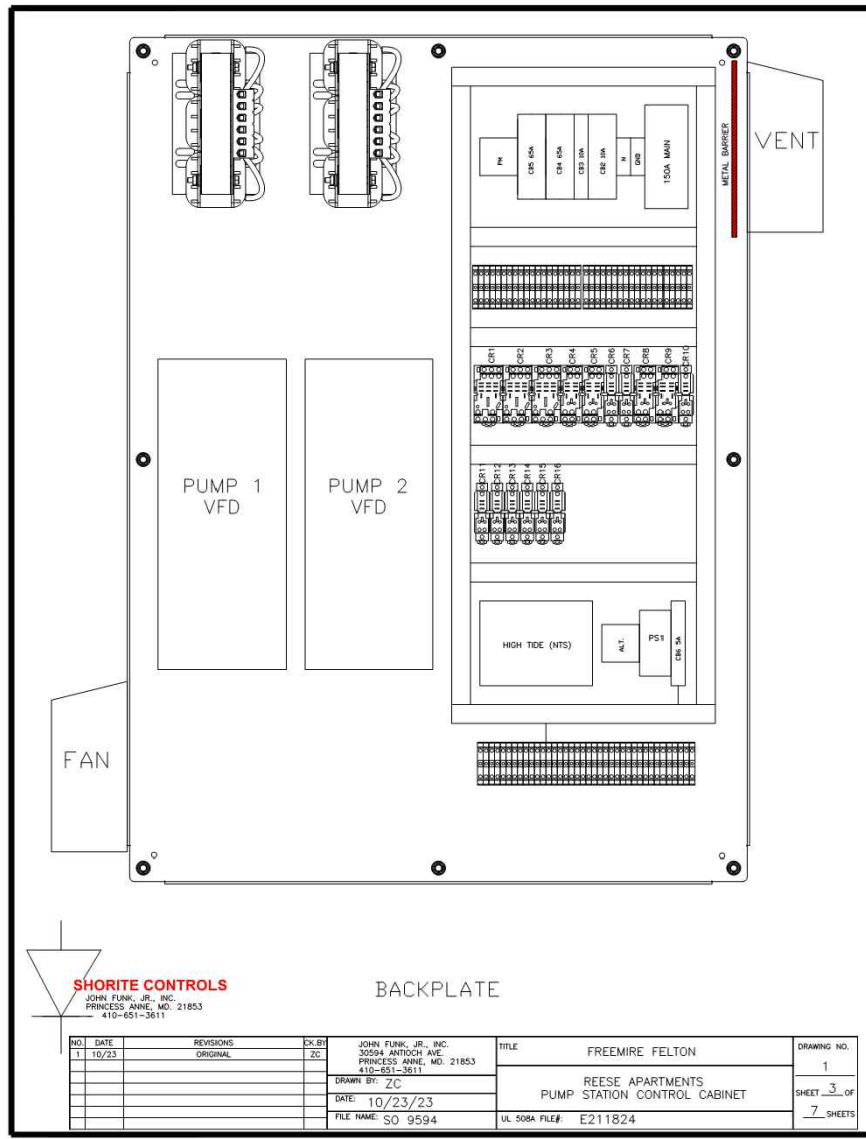 VENT
METAL BARRIER
PM
CB5 65A
CB4 65A
CB3 10A
CB2 10A
N
GND
150A MAIN
CR1
CR2
CR3
CR4
CR5
CR6
CR7
CR8
CR9
CR10
PUMP 1
VFD
PUMP 2
VFD
CR11
CR12
CR13
CR14
CR15
CR16
HIGH TIDE (NTS)
ALT.
PS1
CB6 5A
FAN
BACKPLATE
SHORITE CONTROLS
JOHN FUNK, JR., INC.
PRINCESS ANNE, MD. 21853
410-651-3611
NO. DATE REVISIONS CK.BY
1 10/23 ORIGINAL ZC
JOHN FUNK, JR., INC.
30594 ANTIOCH AVE.
PRINCESS ANNE, MD. 21853
410-651-3611
DRAWN BY: ZC
DATE: 10/23/23
FILE NAME: SO 9594
TITLE FREEMIRE FELTON
REESE APARTMENTS
PUMP STATION CONTROL CABINET
UL 508A FILE#: E211824
DRAWING NO.
1
SHEET 3 OF
7 SHEETS